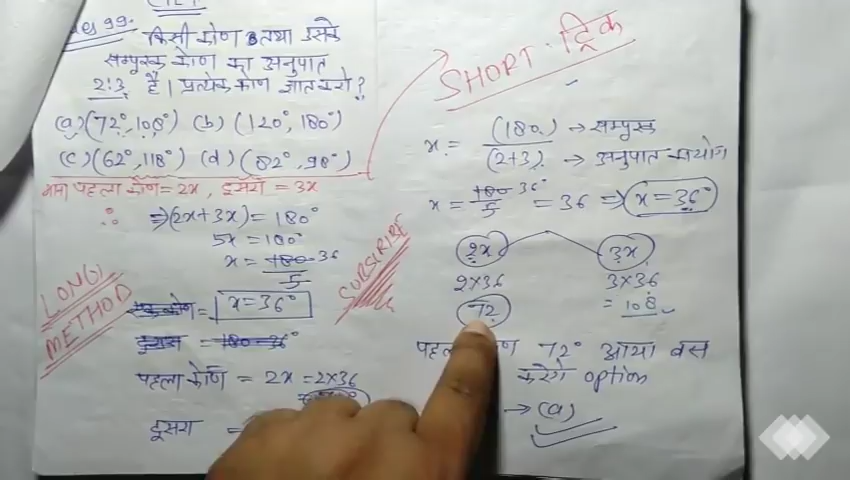 99.
किसी कोण व तथा उसके
सम्पूरक कोण का अनुपात
2:3 है। प्रत्येक कोण ज्ञात करो?
(a) (72°, 108°) (b) (120°, 180°)
(c) (62°, 118°) (d) (82°, 98°)
माना पहला कोण = 2x, दूसरा = 3x
∴ ⇒ (2x+3x) = 180°
5x = 180°
x = 180 36
5
x = 36°
पहला कोण = 2x = 2×36
दूसरा =
LONG
METHOD
SUBSCRIBE
SHORT. ट्रिक
x = (180) → सम्पूरक
(2+3) → अनुपात का योग
x = 180 36° = 36 ⇒ x = 36°
5
2x 3x
2×36 3×36
72 = 108
पहला कोण 72° आया बस
करेंगे option
→ (a)